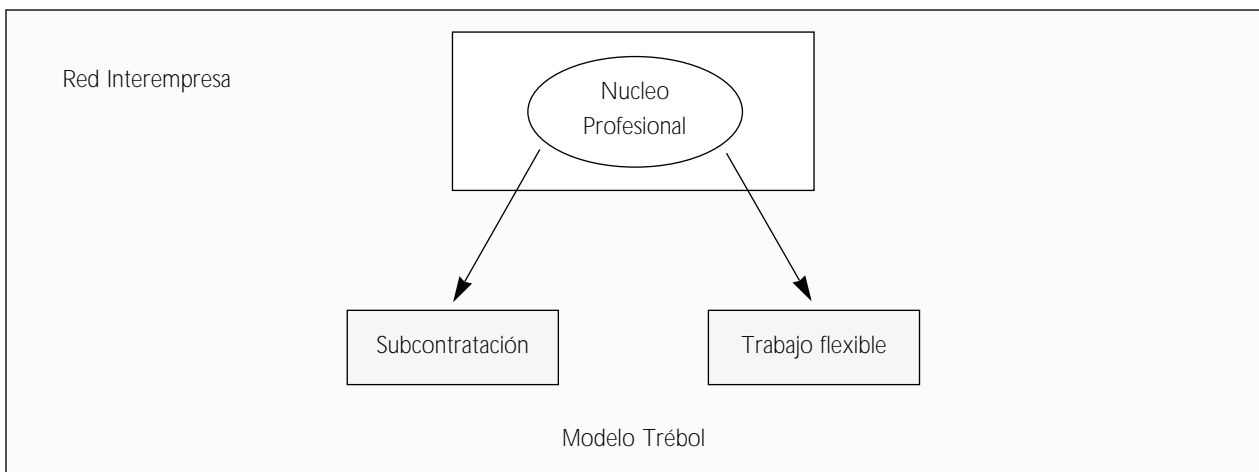 Red Interempresa
Nucleo
Profesional
Subcontratación
Trabajo flexible
Modelo Trébol